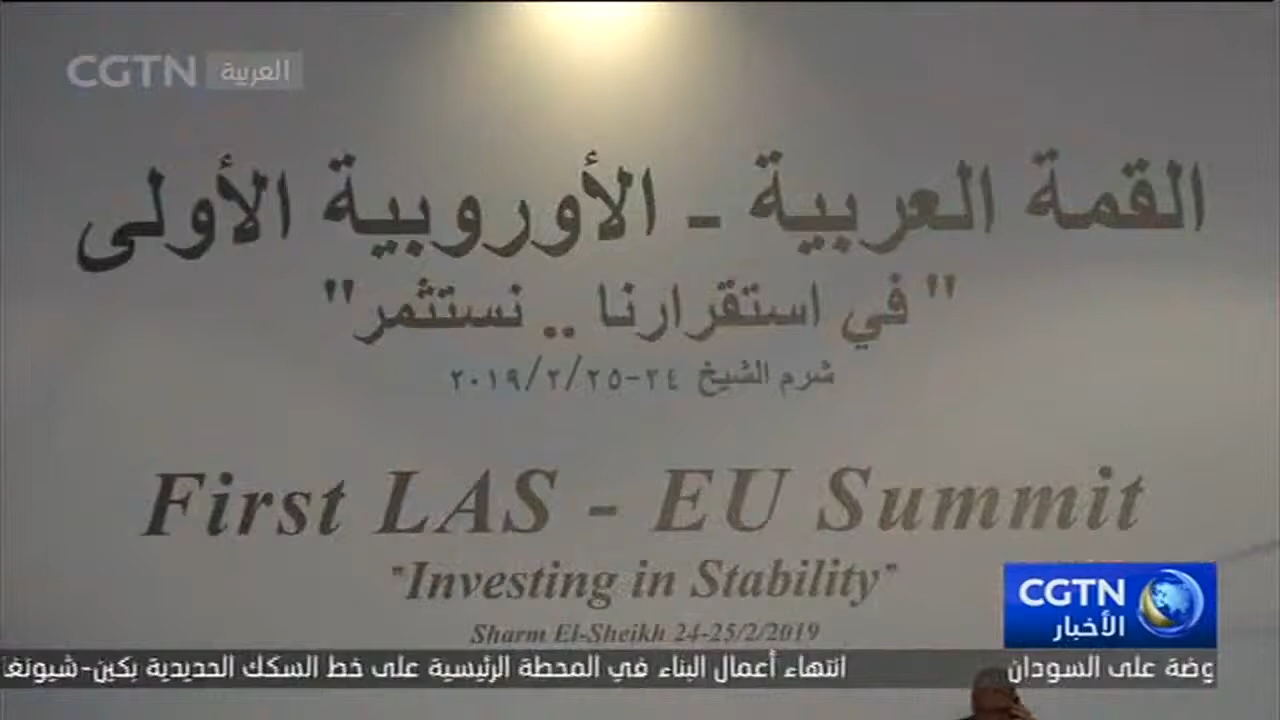 CGTN العربية
القمة العربية - الأوروبية الأولى
" في استقرارنا .. نستثمر"
شرم الشيخ ٢٤-٢٠١٩/٢/٢٥
First LAS - EU Summit
"Investing in Stability"
Sharm El-Sheikh 24-25/2/2019
CGTN
الأخبار
وضة على السودان انتهاء أعمال البناء في المحطة الرئيسية على خط السكك الحديدية بكين-شيونغا